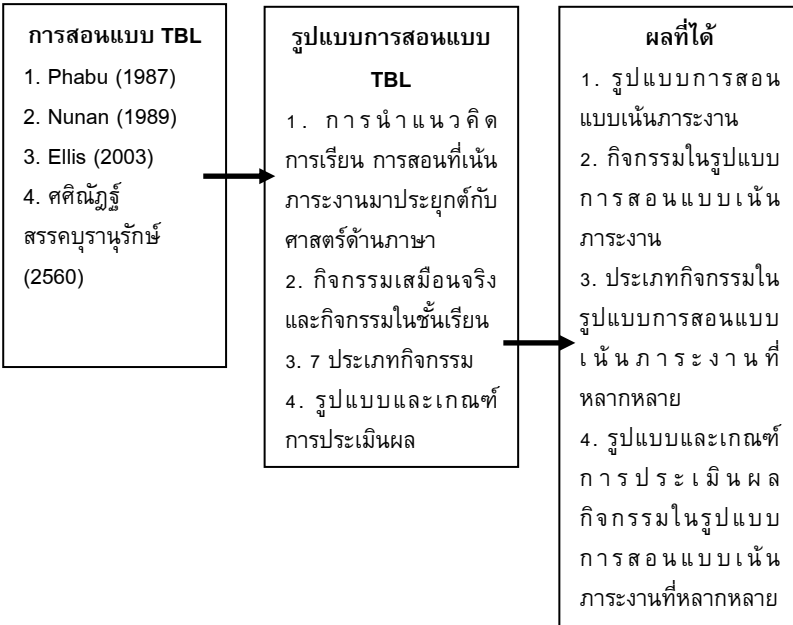 การสอนแบบ TBL
1. Phabu (1987)
2. Nunan (1989)
3. Ellis (2003)
4. ศศิณัฎฐ์
สรรคบุรานุรักษ์
(2560)
รูปแบบการสอนแบบ
TBL
1. การนำแนวคิด
การเรียน การสอนที่เน้น
ภาระงานมาประยุกต์กับ
ศาสตร์ด้านภาษา
2. กิจกรรมเสมือนจริง
และกิจกรรมในชั้นเรียน
3. 7 ประเภทกิจกรรม
4. รูปแบบและเกณฑ์
การประเมินผล
ผลที่ได้
1. รูปแบบการสอน
แบบเน้นภาระงาน
2. กิจกรรมในรูปแบบ
การสอนแบบเน้น
ภาระงาน
3. ประเภทกิจกรรมใน
รูปแบบการสอนแบบ
เน้นภาระงานที่
หลากหลาย
4. รูปแบบและเกณฑ์
การประเมินผล
กิจกรรมในรูปแบบ
การสอนแบบเน้น
ภาระงานที่หลากหลาย